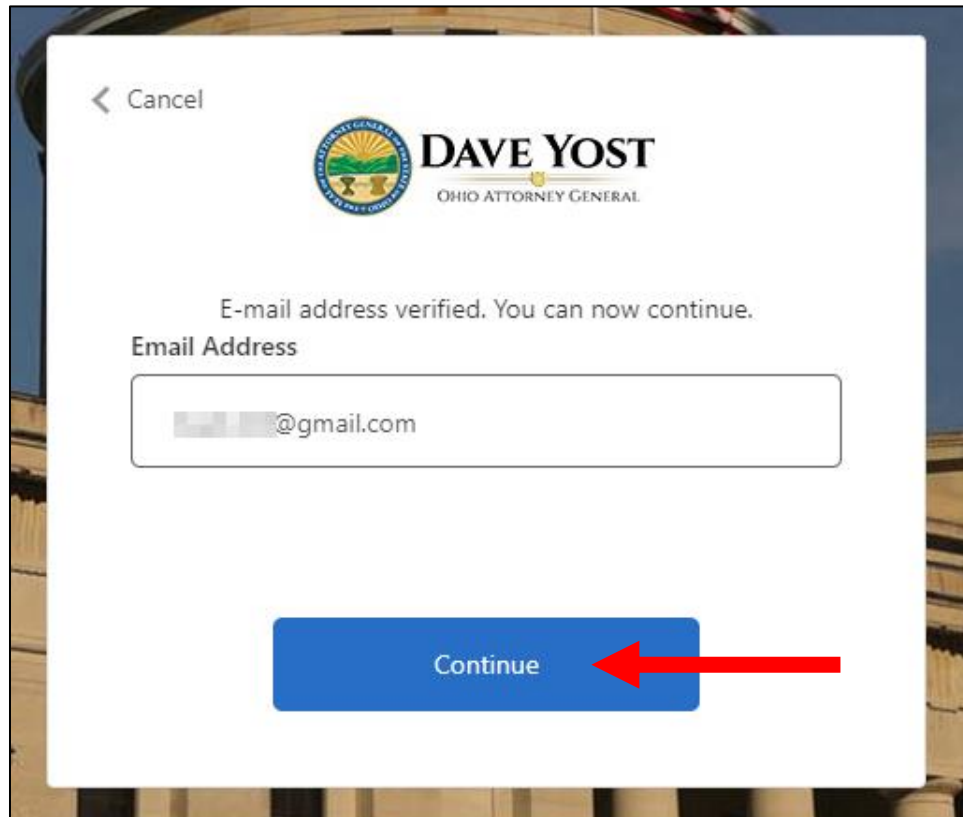 Cancel
DAVE YOST
OHIO ATTORNEY GENERAL
E-mail address verified. You can now continue.
Email Address
@gmail.com
Continue